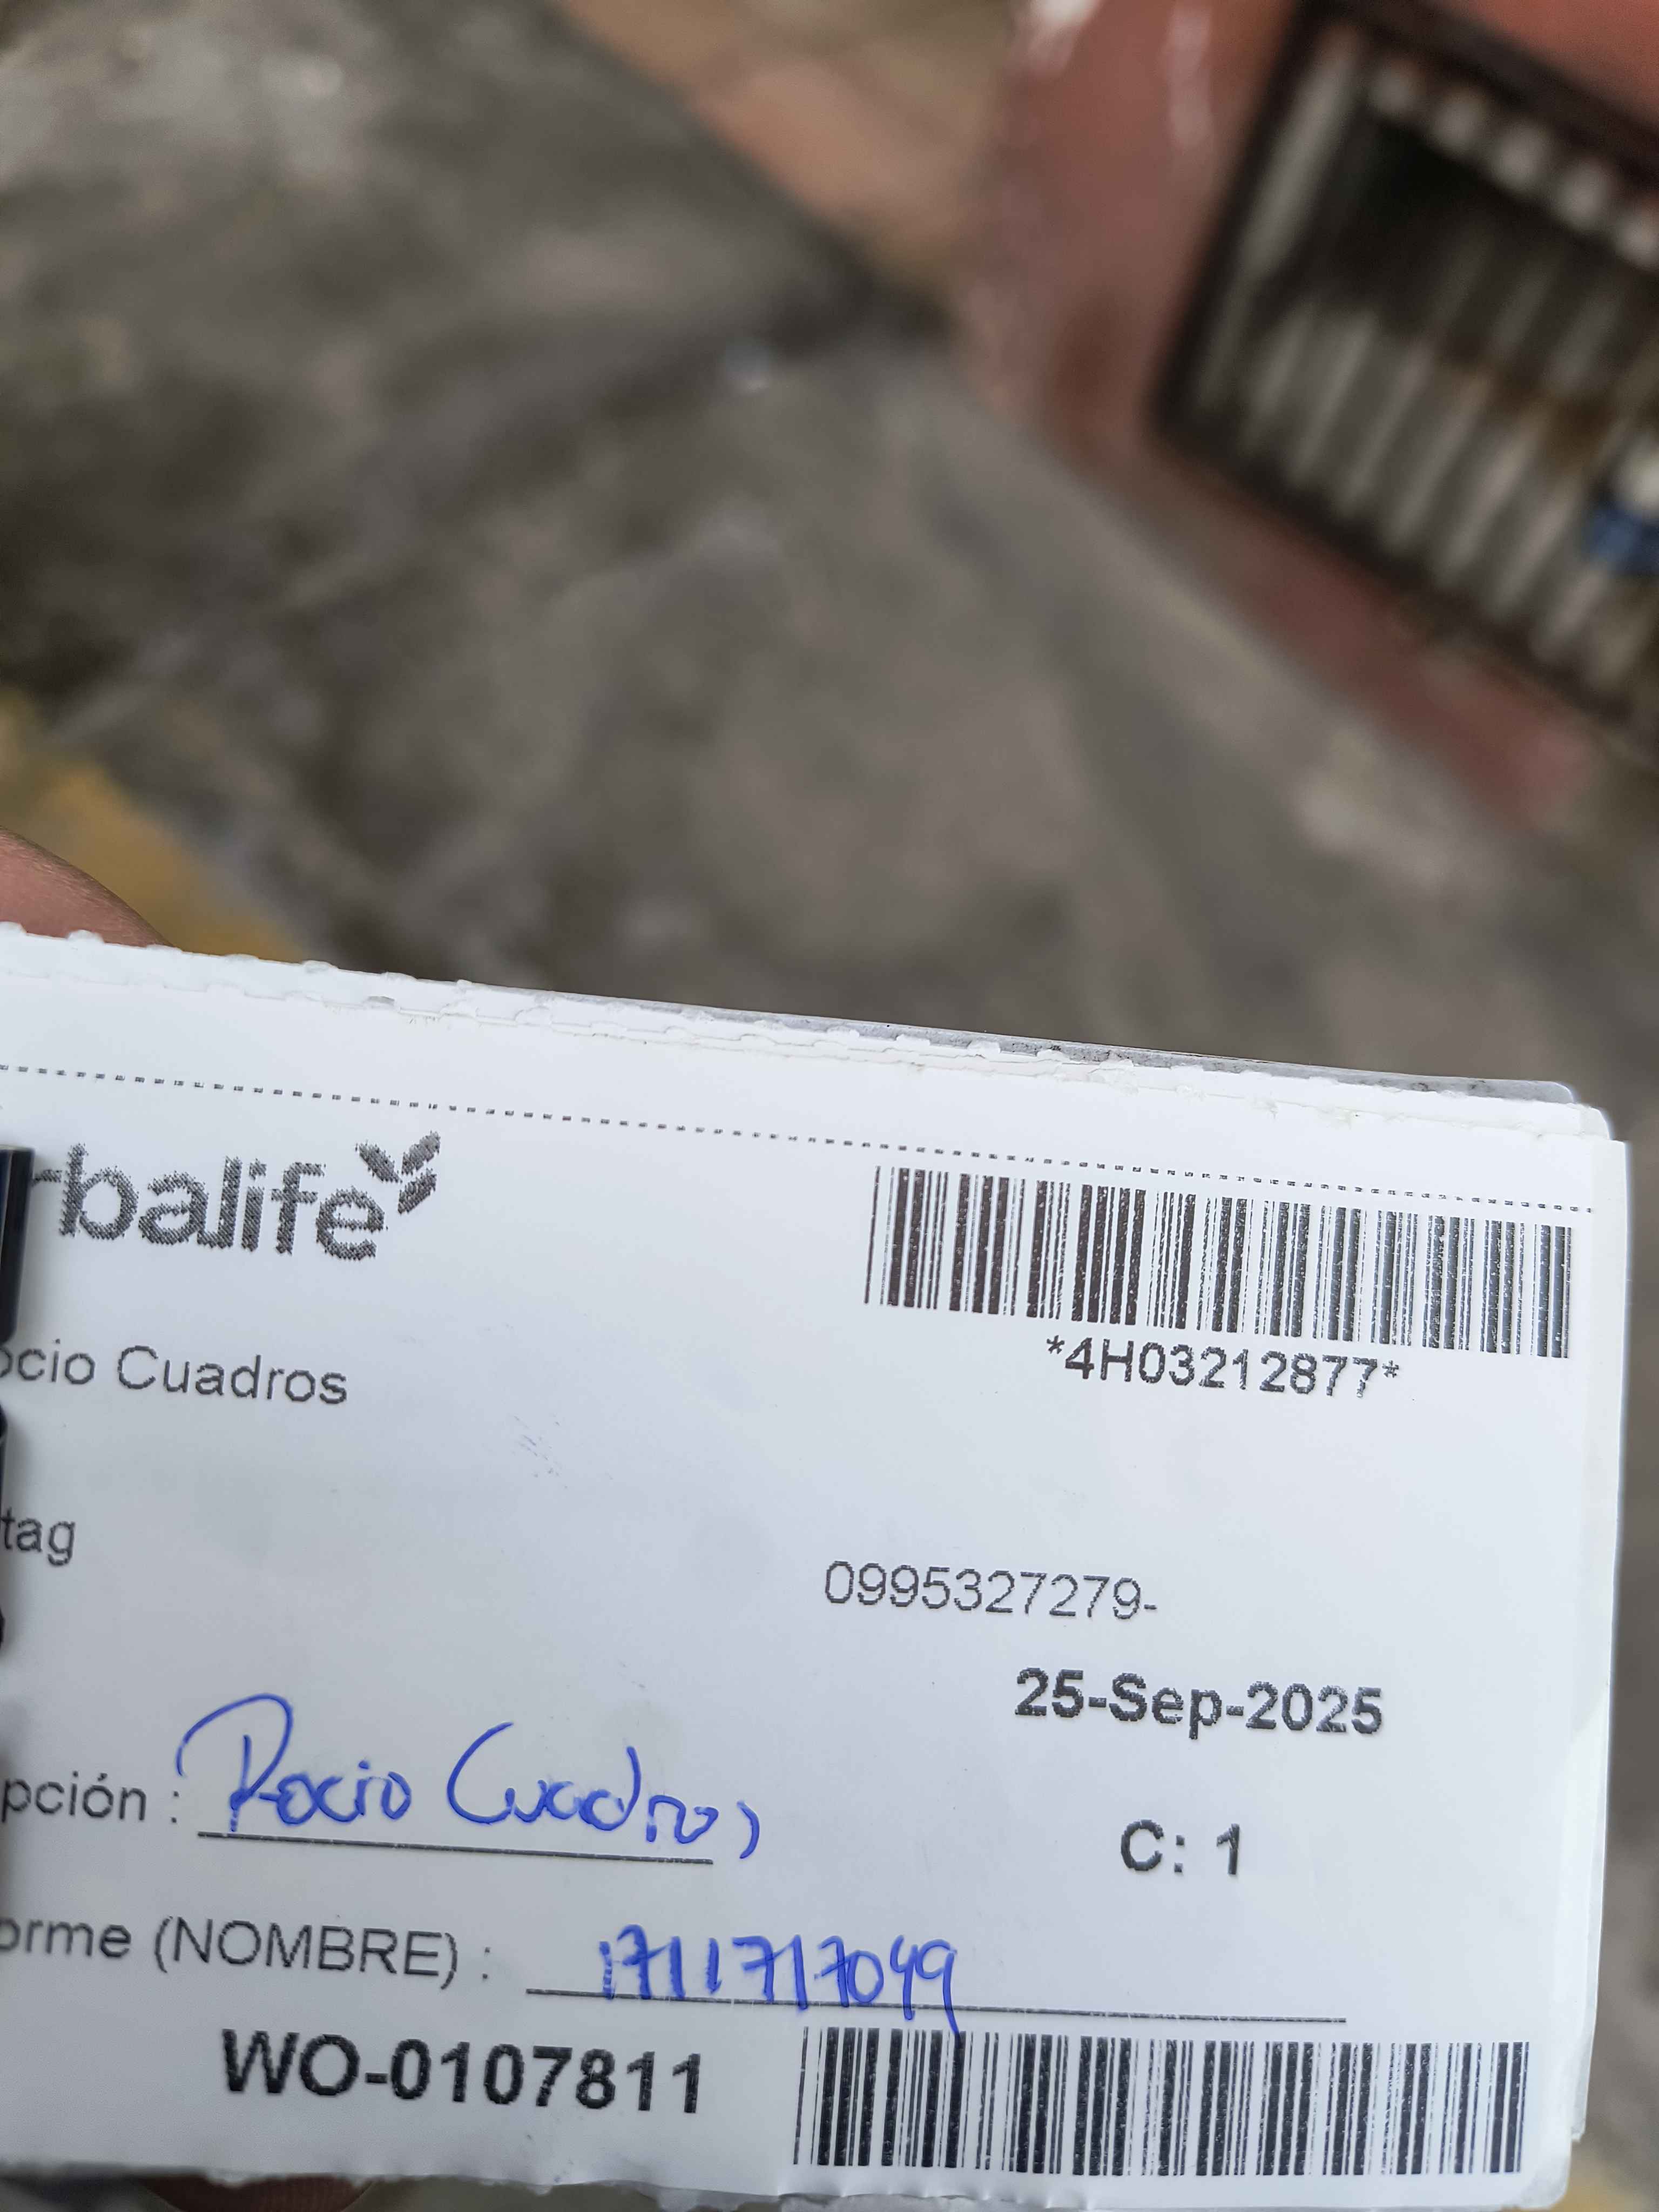 rbalife
*4H03212877*
ocio Cuadros
tag
0995327279-
25-Sep-2025
pción : Rocio Cuadros
C: 1
orme (NOMBRE) : 1711717049
WO-0107811